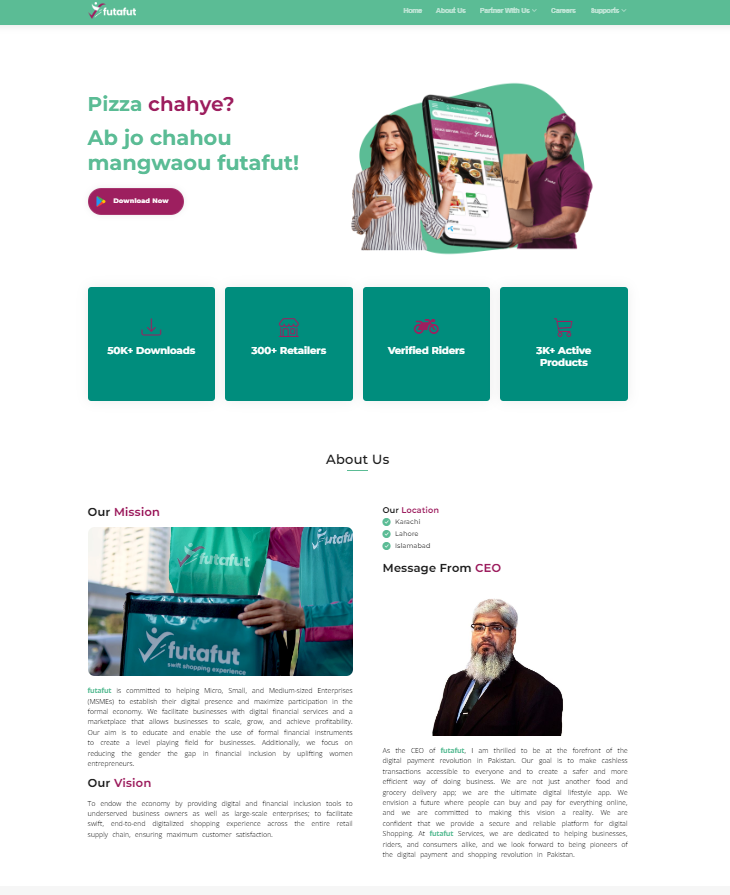 futafut
Home About Us Partner With Us Careers Supports
Pizza chahye?
Ab jo chahou
mangwaou futafut!
Download Now
50K+ Downloads
300+ Retailers
Verified Riders
3K+ Active
Products
About Us
Our Mission
futafut
futafut
futafut
swift shopping experience
futafut is committed to helping Micro, Small, and Medium-sized Enterprises
(MSMEs) to establish their digital presence and maximize participation in the
formal economy. We facilitate businesses with digital financial services and a
marketplace that allows businesses to scale, grow, and achieve profitability.
Our aim is to educate and enable the use of formal financial instruments
to create a level playing field for businesses. Additionally, we focus on
reducing the gender the gap in financial inclusion by uplifting women
entrepreneurs.
Our Vision
To endow the economy by providing digital and financial inclusion tools to
underserved business owners as well as large-scale enterprises; to facilitate
swift, end-to-end digitalized shopping experience across the entire retail
supply chain, ensuring maximum customer satisfaction.
Our Location
Karachi
Lahore
Islamabad
Message From CEO
As the CEO of futafut, I am thrilled to be at the forefront of the
digital payment revolution in Pakistan. Our goal is to make cashless
transactions accessible to everyone and to create a safer and more
efficient way of doing business. We are not just another food and
grocery delivery app; we are the ultimate digital lifestyle app. We
envision a future where people can buy and pay for everything online,
and we are committed to making this vision a reality. We are
confident that we provide a secure and reliable platform for digital
Shopping. At futafut Services, we are dedicated to helping businesses,
riders, and consumers alike, and we look forward to being pioneers of
the digital payment and shopping revolution in Pakistan.